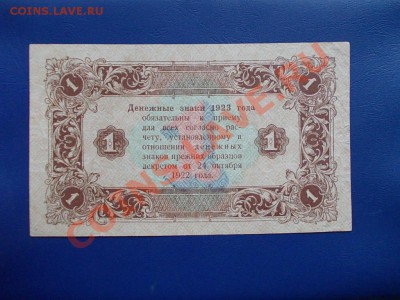 COINS.LAVE.RU
1
1
Денежные знаки 1923 года
обязательны к приему
для всех согласно рас-
чету, установленному в
отношении денежных
знаков прежних образцов
декретом от 24 октября
1922 года.
1
1
1
1
COINS.LAVE.RU